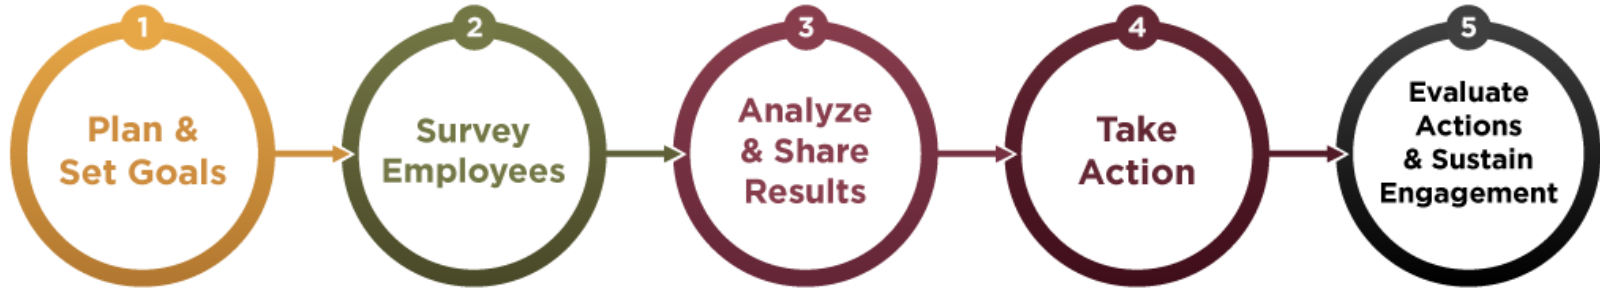 1
Plan &
Set Goals
2
Survey
Employees
3
Analyze
& Share
Results
4
Take
Action
5
Evaluate
Actions
& Sustain
Engagement